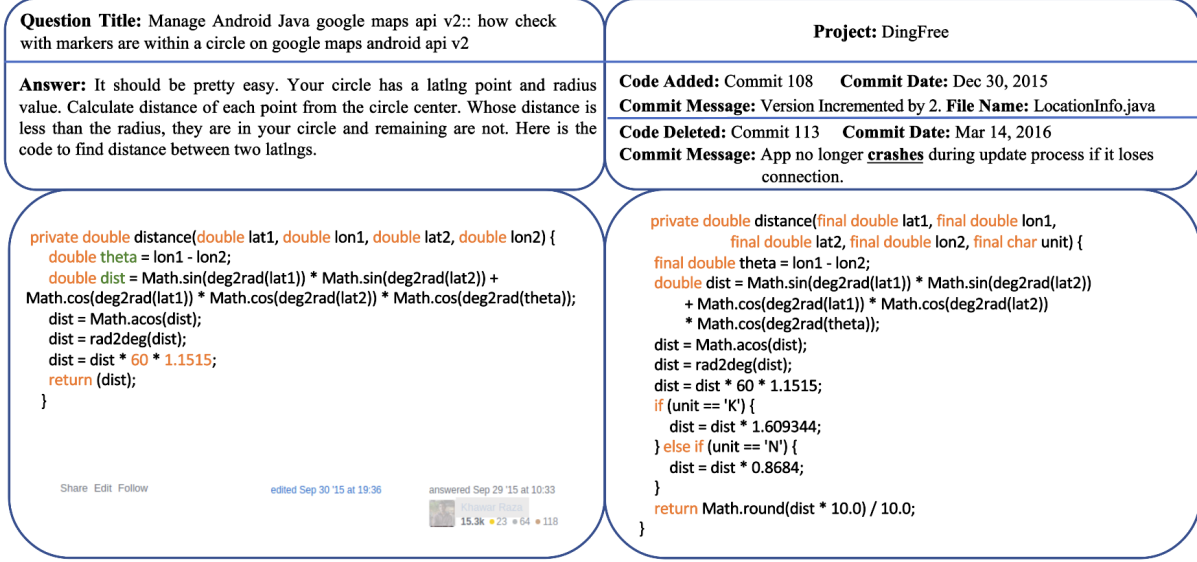 Question Title: Manage Android Java google maps api v2:: how check
with markers are within a circle on google maps android api v2
Answer: It should be pretty easy. Your circle has a latlng point and radius
value. Calculate distance of each point from the circle center. Whose distance is
less than the radius, they are in your circle and remaining are not. Here is the
code to find distance between two latlngs.
private double distance(double lat1, double lon1, double lat2, double lon2) {
double theta = lon1 - lon2;
double dist = Math.sin(deg2rad(lat1)) * Math.sin(deg2rad(lat2)) +
Math.cos(deg2rad(lat1)) * Math.cos(deg2rad(lat2)) * Math.cos(deg2rad(theta));
dist = Math.acos(dist);
dist = rad2deg(dist);
dist = dist * 60 * 1.1515;
return (dist);
}
Share Edit Follow
edited Sep 30 '15 at 19:36
answered Sep 29 '15 at 10:33
Khawar Raza
15.3k 23 64 118
Project: DingFree
Code Added: Commit 108 Commit Date: Dec 30, 2015
Commit Message: Version Incremented by 2. File Name: LocationInfo.java
Code Deleted: Commit 113 Commit Date: Mar 14, 2016
Commit Message: App no longer crashes during update process if it loses
connection.
private double distance(final double lat1, final double lon1,
final double lat2, final double lon2, final char unit) {
final double theta = lon1 - lon2;
double dist = Math.sin(deg2rad(lat1)) * Math.sin(deg2rad(lat2))
+ Math.cos(deg2rad(lat1)) * Math.cos(deg2rad(lat2))
* Math.cos(deg2rad(theta));
dist = Math.acos(dist);
dist = rad2deg(dist);
dist = dist * 60 * 1.1515;
if (unit == 'K') {
dist = dist * 1.609344;
} else if (unit == 'N') {
dist = dist * 0.8684;
}
return Math.round(dist * 10.0) / 10.0;
}